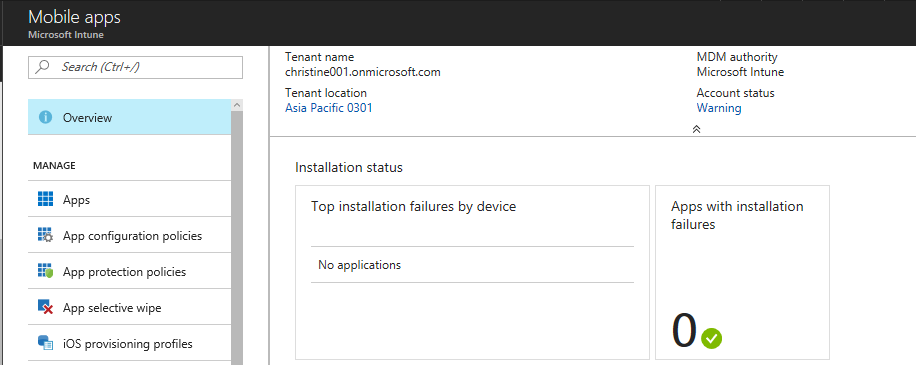 Mobile apps
Microsoft Intune
Search (Ctrl+/)
Overview
MANAGE
Apps
App configuration policies
App protection policies
App selective wipe
iOS provisioning profiles
Tenant name
christine001.onmicrosoft.com
Tenant location
Asia Pacific 0301
MDM authority
Microsoft Intune
Account status
Warning
Installation status
Top installation failures by device
No applications
Apps with installation
failures
0